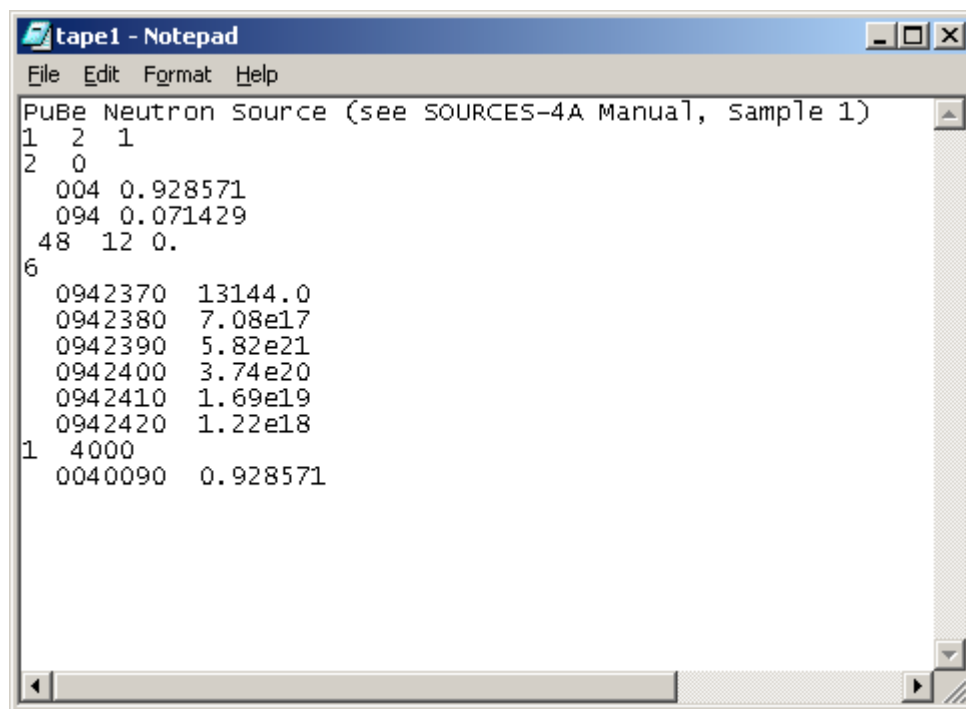 tape1 - Notepad
File Edit Format Help
PuBe Neutron Source (see SOURCES-4A Manual, Sample 1)
1  2  1
2  0
  004 0.928571
  094 0.071429
 48  12 0.
6
  0942370  13144.0
  0942380  7.08e17
  0942390  5.82e21
  0942400  3.74e20
  0942410  1.69e19
  0942420  1.22e18
1  4000
  0040090  0.928571